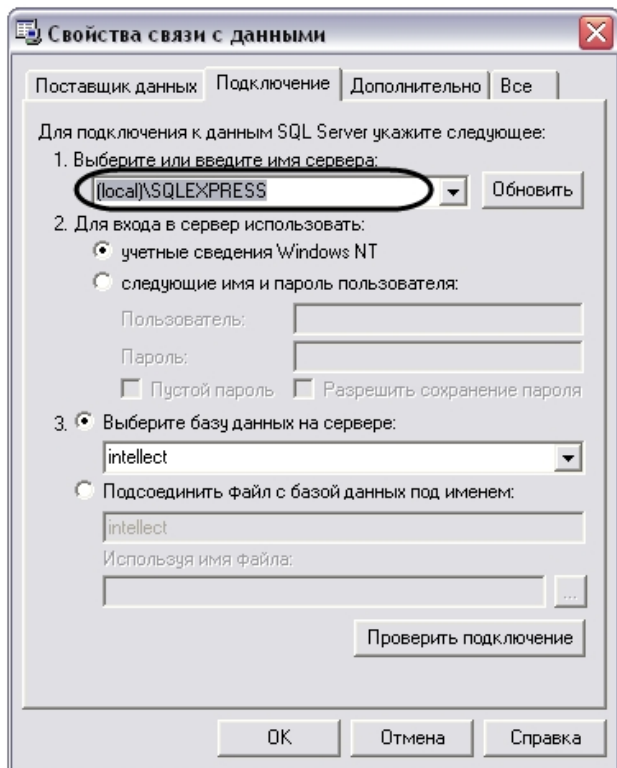 Свойства связи с данными
Поставщик данных Подключение Дополнительно Все
Для подключения к данным SQL Server укажите следующее:
1. Выберите или введите имя сервера:
(local)\SQLEXPRESS Обновить
2. Для входа в сервер использовать:
учетные сведения Windows NT
следующие имя и пароль пользователя:
Пользователь:
Пароль:
Пустой пароль Разрешить сохранение пароля
3. Выберите базу данных на сервере:
intellect
Подсоединить файл с базой данных под именем:
intellect
Используя имя файла:
...
Проверить подключение
OK Отмена Справка